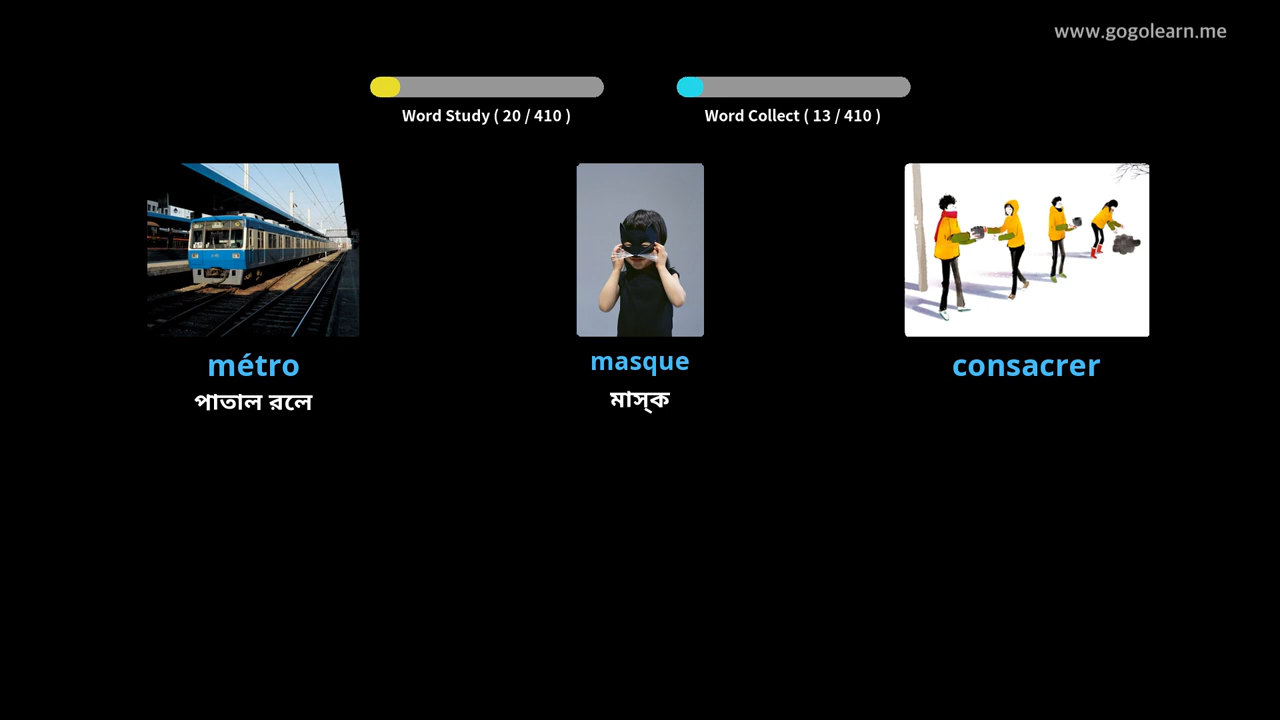 www.gogolearn.me
Word Study ( 20 / 410 )
Word Collect ( 13 / 410 )
métro
masque
consacrer
পাতাল রলে
মাস্ক